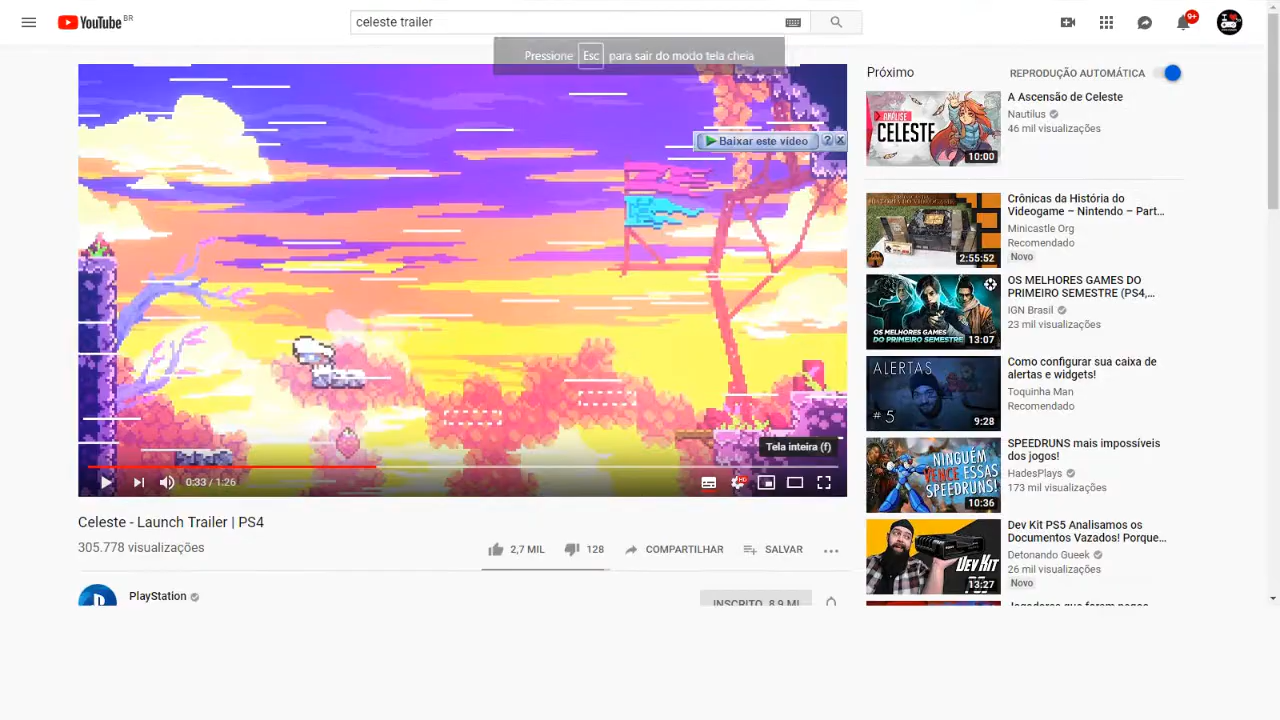 YouTube BR
celeste trailer
9+
Pressione Esc para sair do modo tela cheia
Baixar este vídeo ? X
Tela inteira (f)
0:33 / 1:26
HD
Celeste - Launch Trailer | PS4
305.778 visualizações
2,7 MIL
128
COMPARTILHAR
SALVAR
PlayStation
INSCRITO 8,9 MI
Próximo
REPRODUÇÃO AUTOMÁTICA
ANÁLISE
CELESTE
10:00
A Ascensão de Celeste
Nautilus
46 mil visualizações
2:55:52
Crônicas da História do
Videogame – Nintendo – Part...
Minicastle Org
Recomendado
Novo
OS MELHORES GAMES
DO PRIMEIRO SEMESTRE
13:07
OS MELHORES GAMES DO
PRIMEIRO SEMESTRE (PS4,...
IGN Brasil
23 mil visualizações
ALERTAS
#5
9:28
Como configurar sua caixa de
alertas e widgets!
Toquinha Man
Recomendado
NINGUÉM
VENCE ESSAS
SPEEDRUNS!
10:36
SPEEDRUNS mais impossíveis
dos jogos!
HadesPlays
173 mil visualizações
DEV KIT
13:27
Dev Kit PS5 Analisamos os
Documentos Vazados! Porque...
Detonando Gueek
26 mil visualizações
Novo